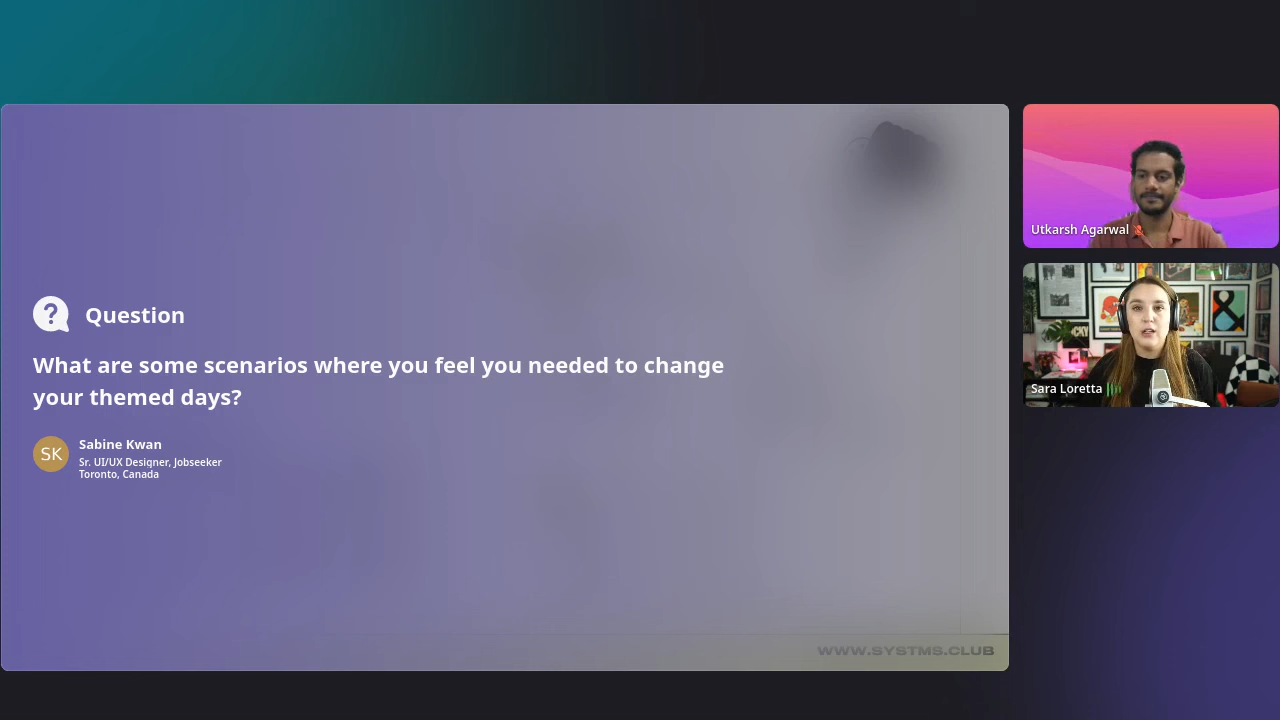 Question
What are some scenarios where you feel you needed to change
your themed days?
SK
Sabine Kwan
Sr. UI/UX Designer, Jobseeker
Toronto, Canada
WWW.SYSTMS.CLUB
Utkarsh Agarwal
Sara Loretta
&